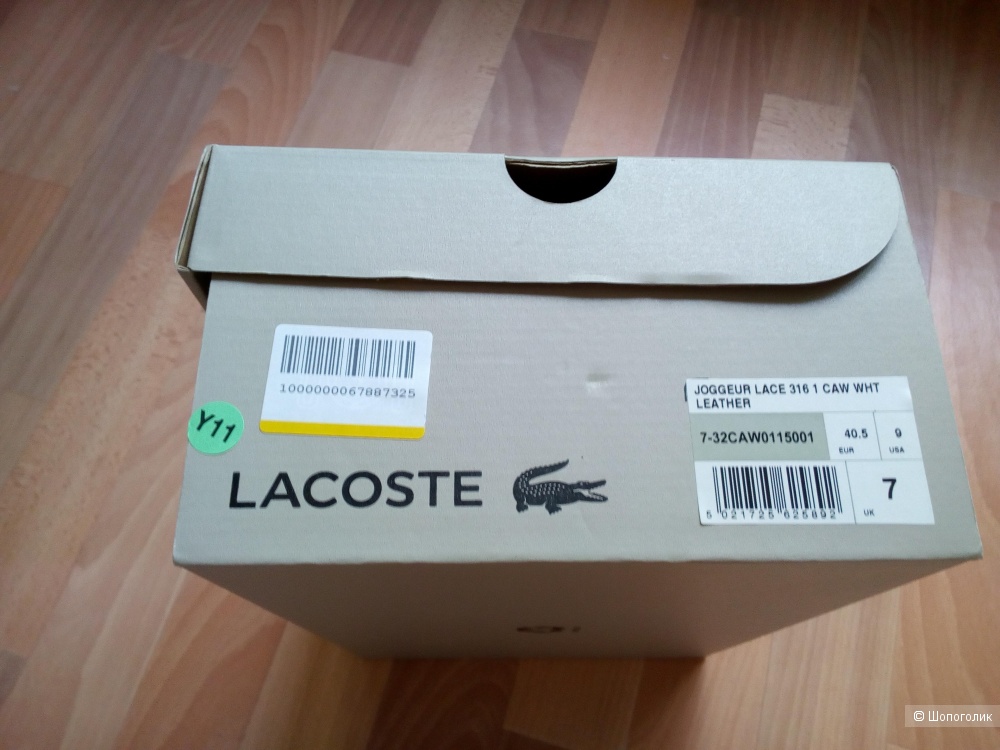 1000000067887325
Y11
LACOSTE
JOGGEUR LACE 316 1 CAW WHT
LEATHER
7-32CAW0115001
40.5
EUR
9
USA
5 021725 625892
7
UK
© Шопоголик